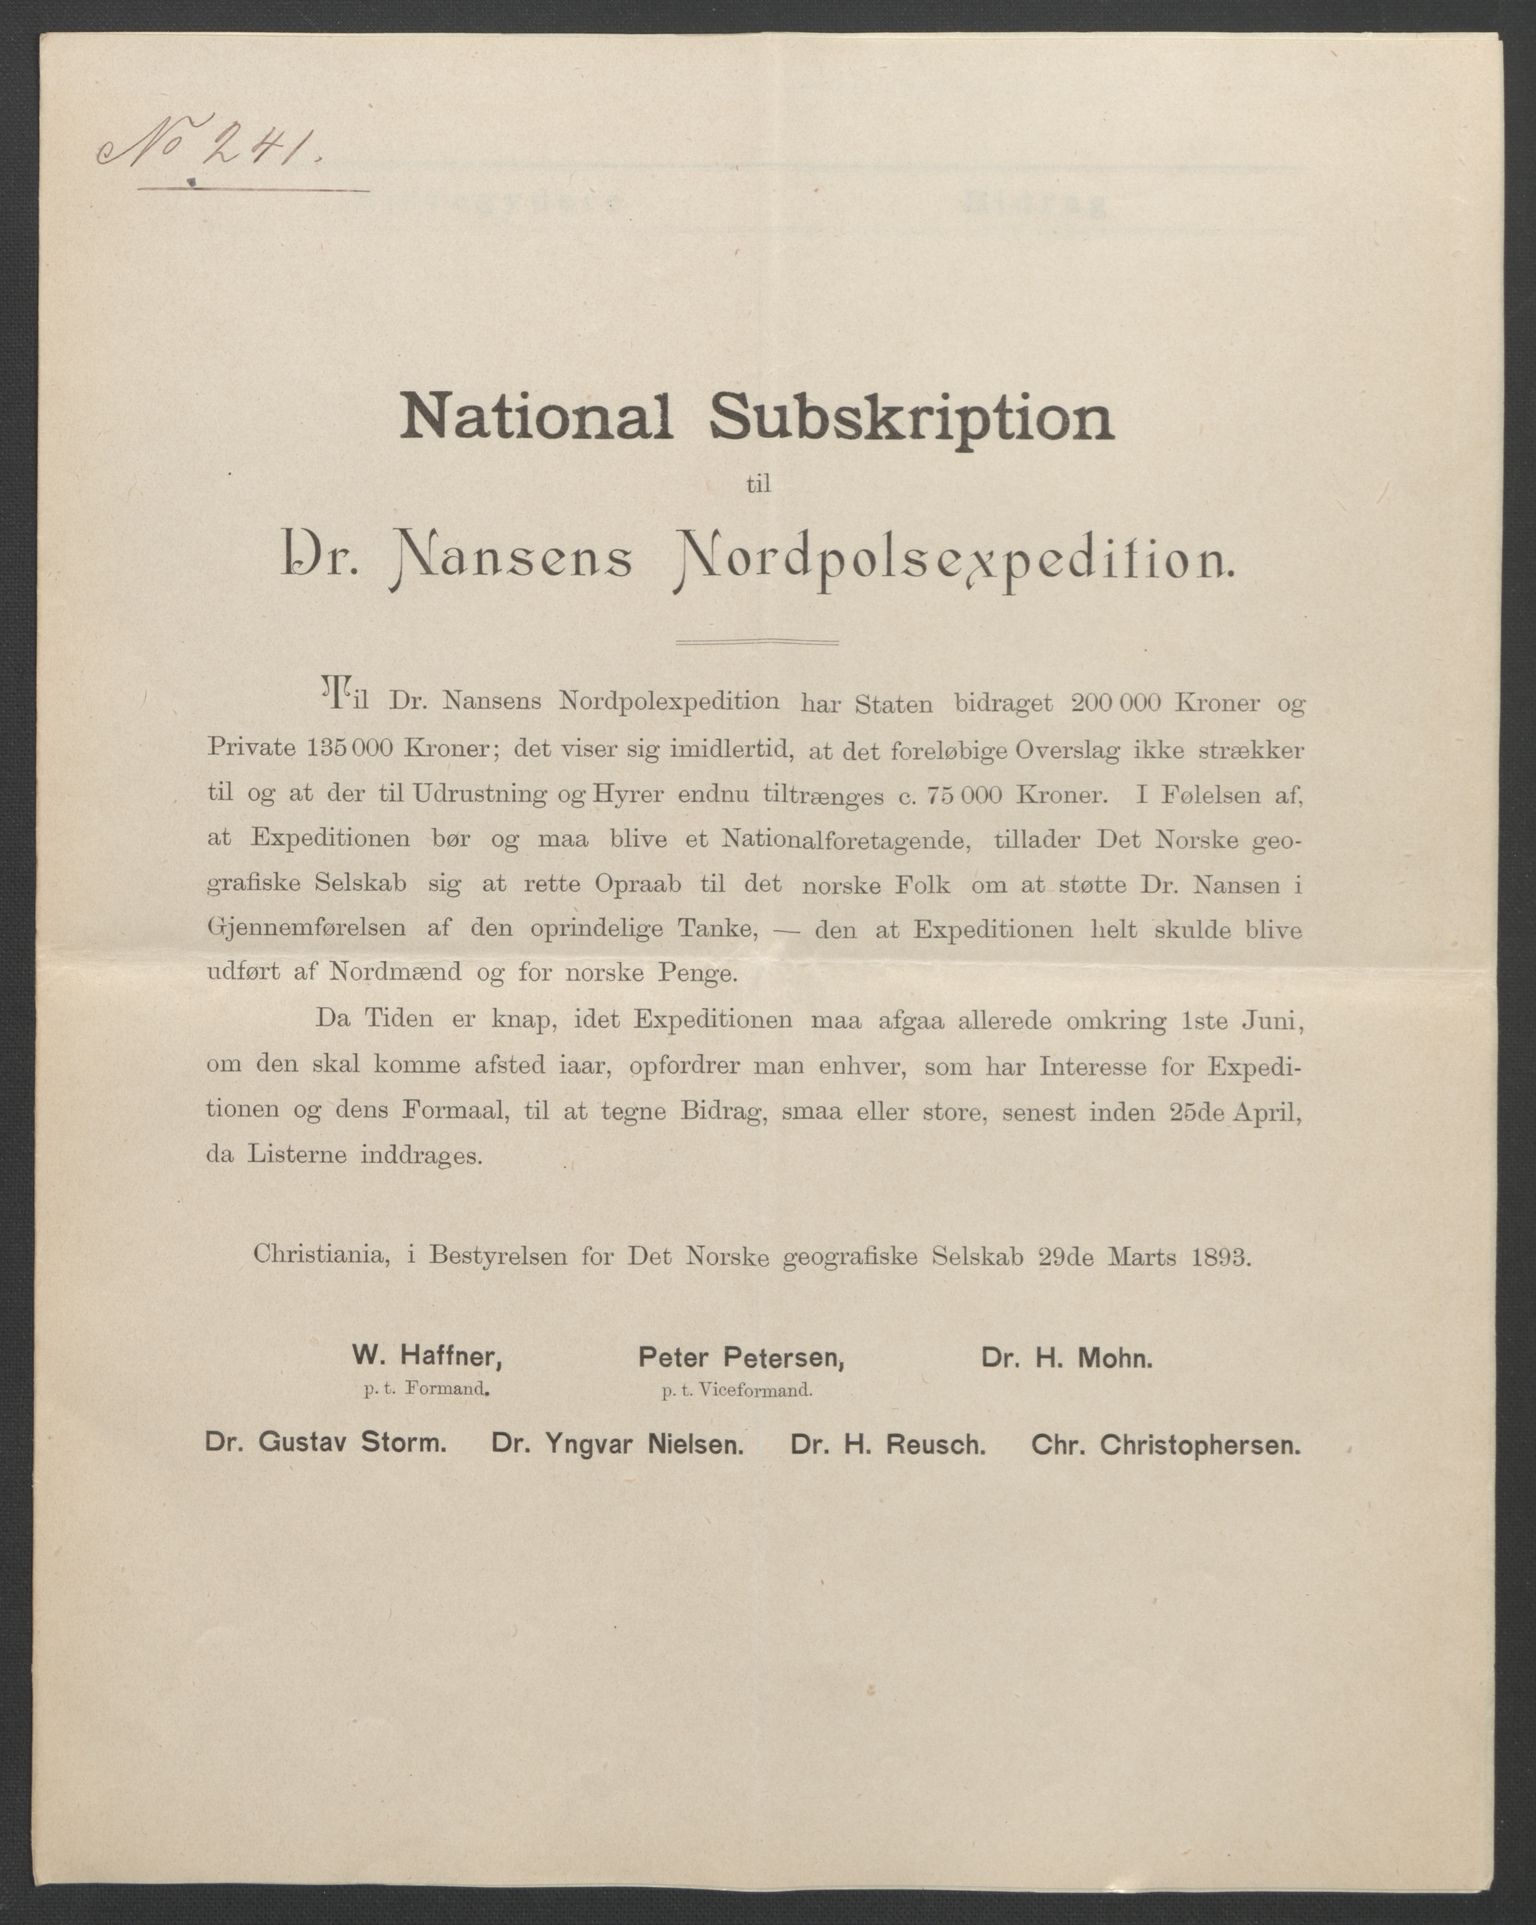 No 241.
National Subskription
til
Dr. Nansens Nordpolsexpedition.
Til Dr. Nansens Nordpolexpedition har Staten bidraget 200 000 Kroner og
Private 135 000 Kroner; det viser sig imidlertid, at det foreløbige Overslag ikke strækker
til og at der til Udrustning og Hyrer endnu tiltrænges c. 75 000 Kroner. I Følelsen af,
at Expeditionen bør og maa blive et Nationalforetagende, tillader Det Norske geo-
grafiske Selskab sig at rette Opraab til det norske Folk om at støtte Dr. Nansen i
Gjennemførelsen af den oprindelige Tanke, — den at Expeditionen helt skulde blive
udført af Nordmænd og for norske Penge.
Da Tiden er knap, idet Expeditionen maa afgaa allerede omkring 1ste Juni,
om den skal komme afsted iaar, opfordrer man enhver, som har Interesse for Expedi-
tionen og dens Formaal, til at tegne Bidrag, smaa eller store, senest inden 25de April,
da Listerne inddrages.
Christiania, i Bestyrelsen for Det Norske geografiske Selskab 29de Marts 1893.
W. Haffner, Peter Petersen, Dr. H. Mohn.
p. t. Formand. p. t. Viceformand.
Dr. Gustav Storm. Dr. Yngvar Nielsen. Dr. H. Reusch. Chr. Christophersen.